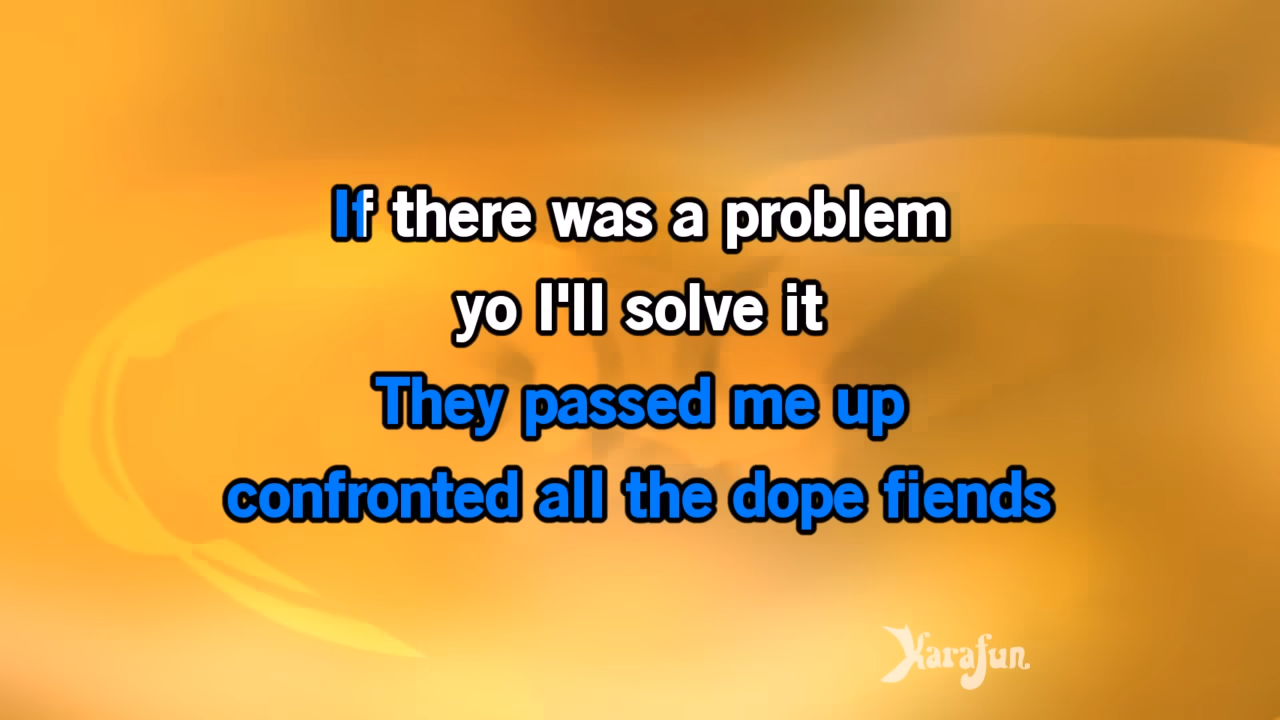 If there was a problem
yo I'll solve it
They passed me up
confronted all the dope fiends
Karafun